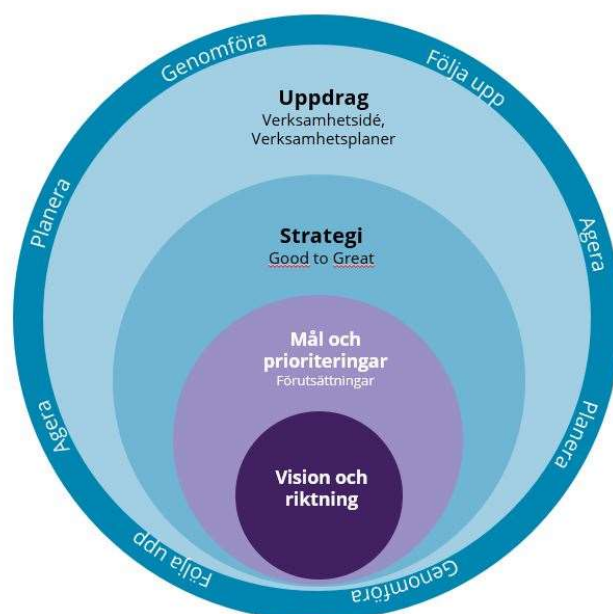 Genomföra
Följa upp
Agera
Planera
Genomföra
Följa upp
Agera
Planera
Uppdrag
Verksamhetsidé,
Verksamhetsplaner
Strategi
Good to Great
Mål och
prioriteringar
Förutsättningar
Vision och
riktning